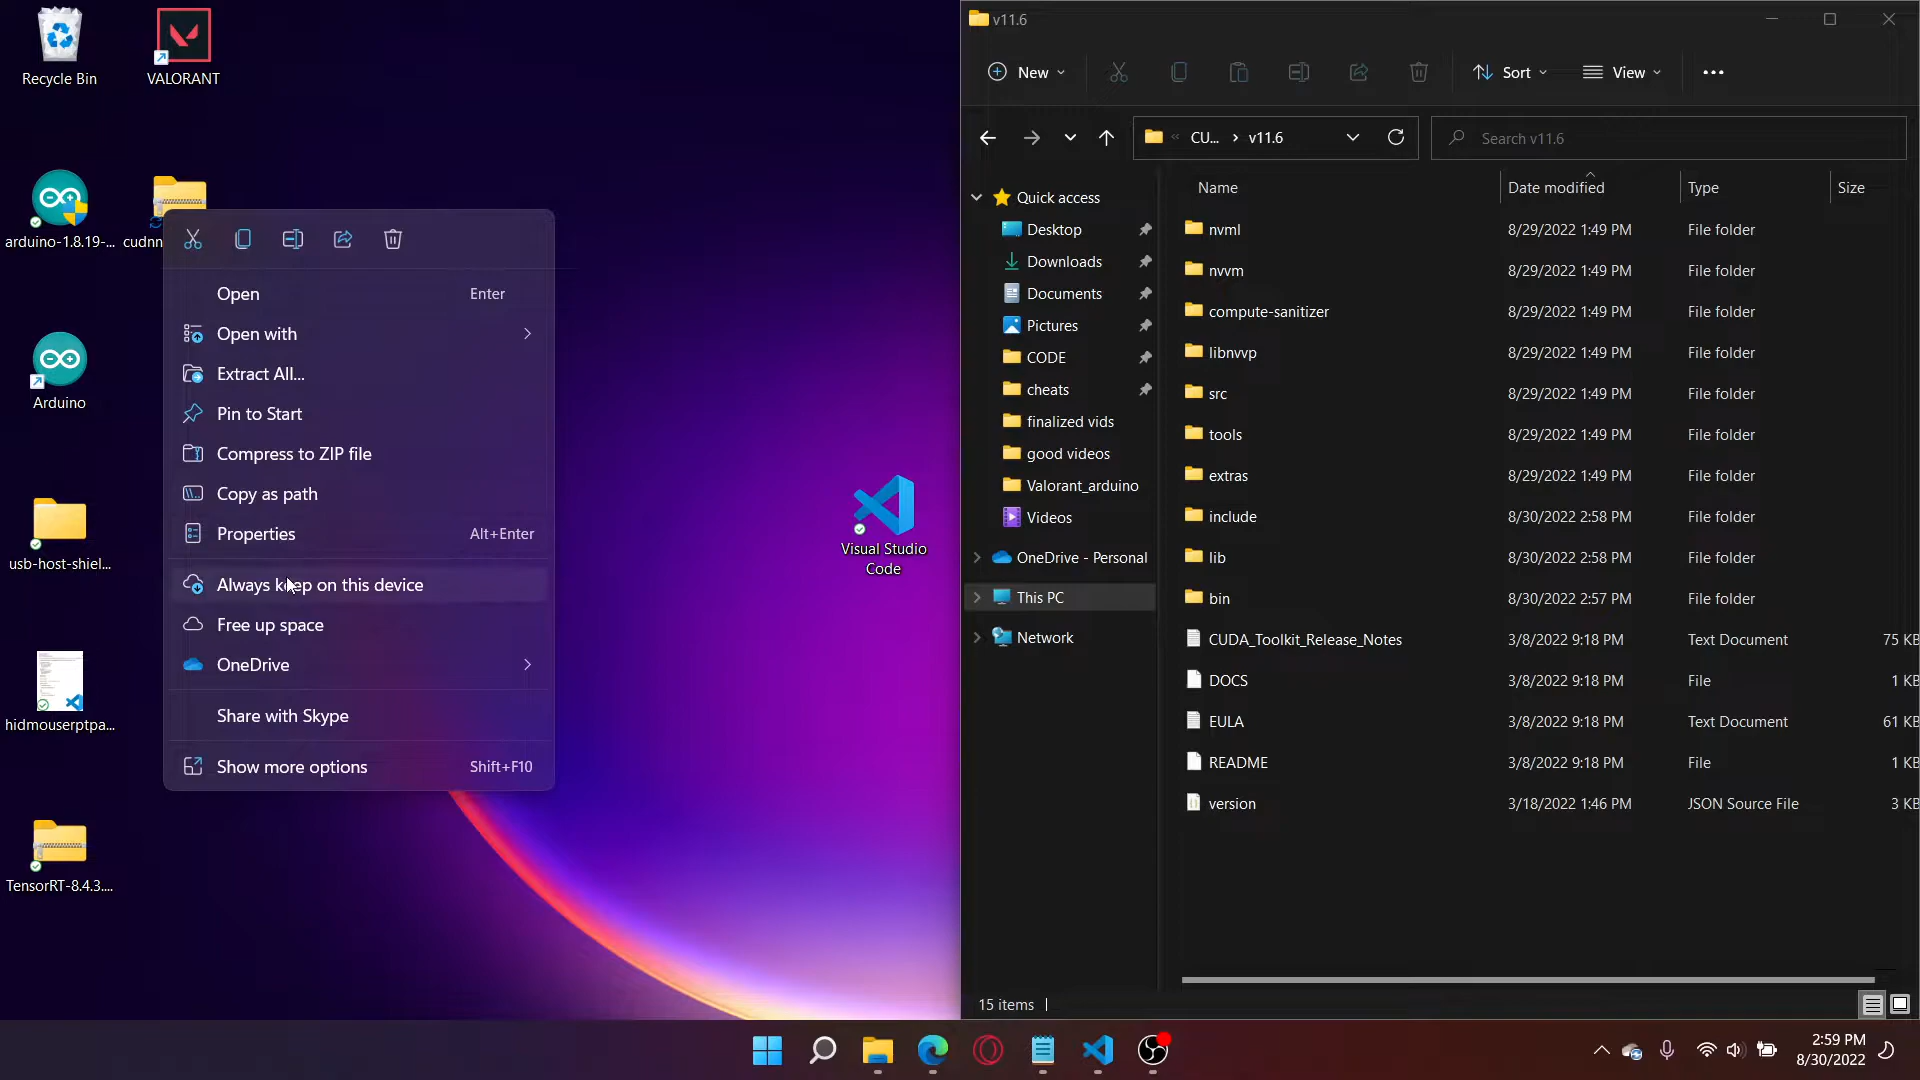 Recycle Bin
VALORANT
arduino-1.8.19-...
cudnn
Arduino
usb-host-shiel...
hidmouserptpa...
TensorRT-8.4.3....
Open Enter
Open with
Extract All...
Pin to Start
Compress to ZIP file
Copy as path
Properties Alt+Enter
Always keep on this device
Free up space
OneDrive
Share with Skype
Show more options Shift+F10
Visual Studio
Code
v11.6
New
Sort
View
CU... v11.6
Search v11.6
Quick access
Desktop
Downloads
Documents
Pictures
CODE
cheats
finalized vids
good videos
Valorant_arduino
Videos
OneDrive - Personal
This PC
Network
Name Date modified Type Size
nvml 8/29/2022 1:49 PM File folder
nvvm 8/29/2022 1:49 PM File folder
compute-sanitizer 8/29/2022 1:49 PM File folder
libnvvp 8/29/2022 1:49 PM File folder
src 8/29/2022 1:49 PM File folder
tools 8/29/2022 1:49 PM File folder
extras 8/29/2022 1:49 PM File folder
include 8/30/2022 2:58 PM File folder
lib 8/30/2022 2:58 PM File folder
bin 8/30/2022 2:57 PM File folder
CUDA_Toolkit_Release_Notes 3/8/2022 9:18 PM Text Document 75 KB
DOCS 3/8/2022 9:18 PM File 1 KB
EULA 3/8/2022 9:18 PM Text Document 61 KB
README 3/8/2022 9:18 PM File 1 KB
version 3/18/2022 1:46 PM JSON Source File 3 KB
15 items
2:59 PM
8/30/2022